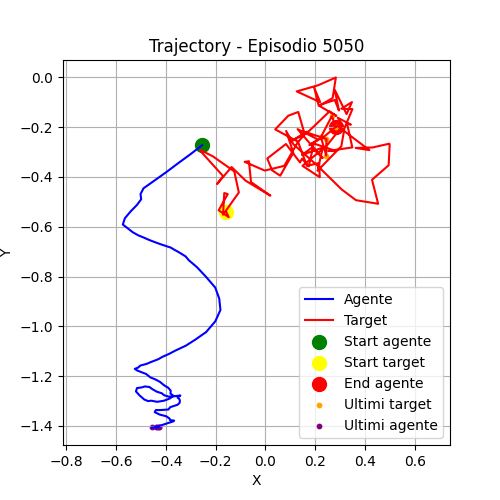 Trajectory - Episodio 5050
0.0
−0.2
−0.4
−0.6
−0.8
−1.0
−1.2
−1.4
Y
Agente
Target
Start agente
Start target
End agente
Ultimi target
Ultimi agente
−0.8 −0.6 −0.4 −0.2 0.0 0.2 0.4 0.6
X